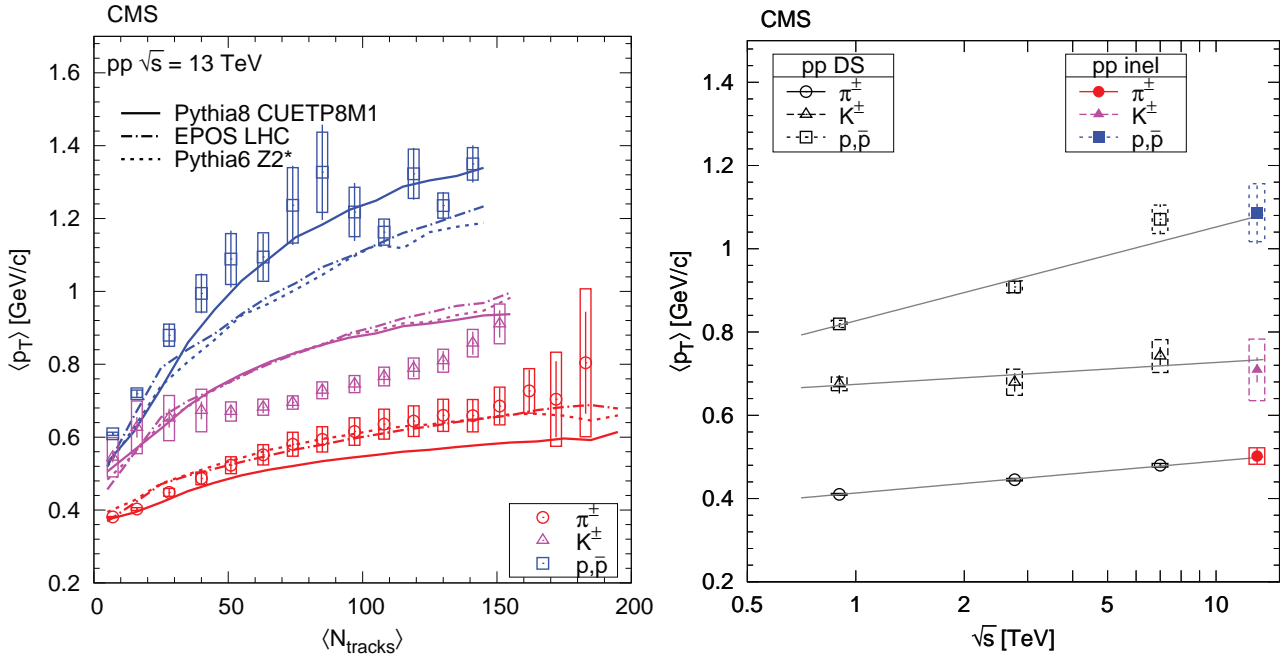 CMS
pp √s = 13 TeV
Pythia8 CUETP8M1
EPOS LHC
Pythia6 Z2*
⟨pT⟩ [GeV/c]
1.6
1.4
1.2
1
0.8
0.6
0.4
0.2
0
50
100
150
200
⟨Ntracks⟩
π±
K±
p,p̄
CMS
pp DS
π±
K±
p,p̄
pp inel
π±
K±
p,p̄
⟨pT⟩ [GeV/c]
1.4
1.2
1
0.8
0.6
0.4
0.2
0.5
1
2
5
10
√s [TeV]